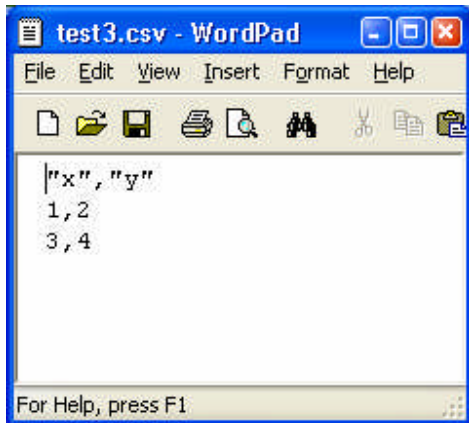 test3.csv - WordPad
File Edit View Insert Format Help
"x","y"
1,2
3,4
For Help, press F1